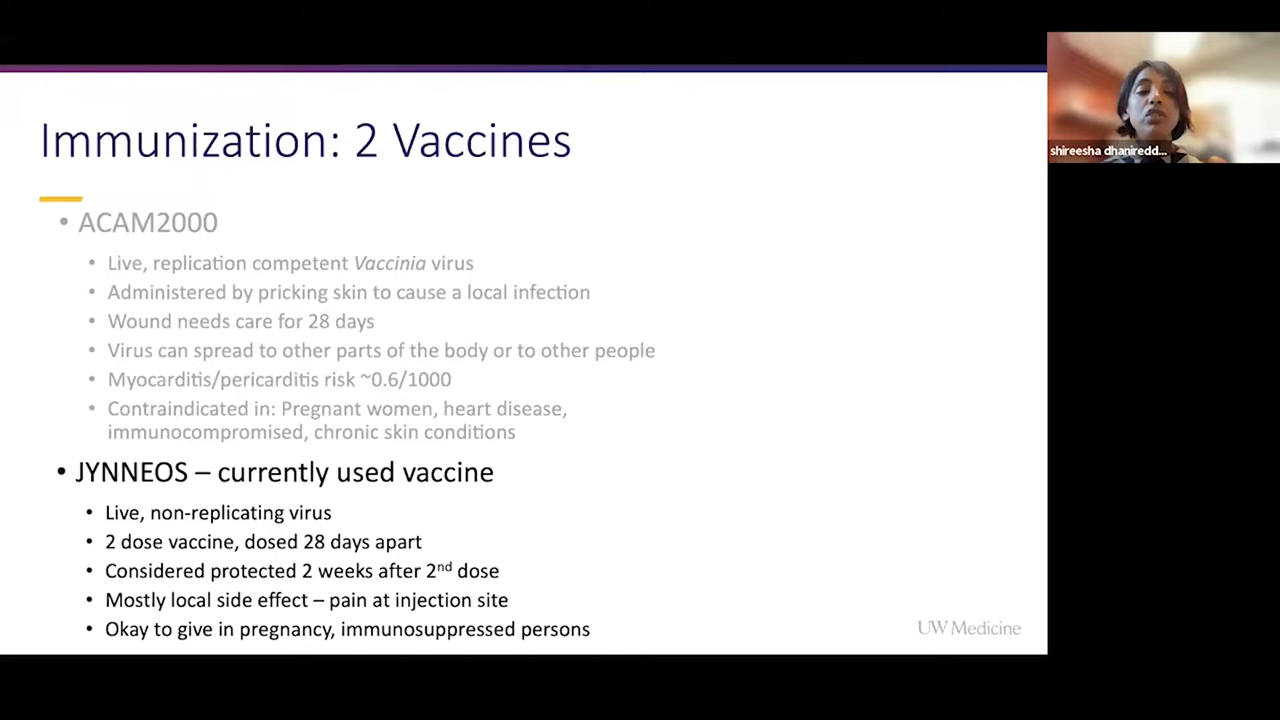 Immunization: 2 Vaccines
• ACAM2000
• Live, replication competent Vaccinia virus
• Administered by pricking skin to cause a local infection
• Wound needs care for 28 days
• Virus can spread to other parts of the body or to other people
• Myocarditis/pericarditis risk ~0.6/1000
• Contraindicated in: Pregnant women, heart disease,
immunocompromised, chronic skin conditions
• JYNNEOS – currently used vaccine
• Live, non-replicating virus
• 2 dose vaccine, dosed 28 days apart
• Considered protected 2 weeks after 2nd dose
• Mostly local side effect – pain at injection site
• Okay to give in pregnancy, immunosuppressed persons
UW Medicine
shireesha dhaniredd...